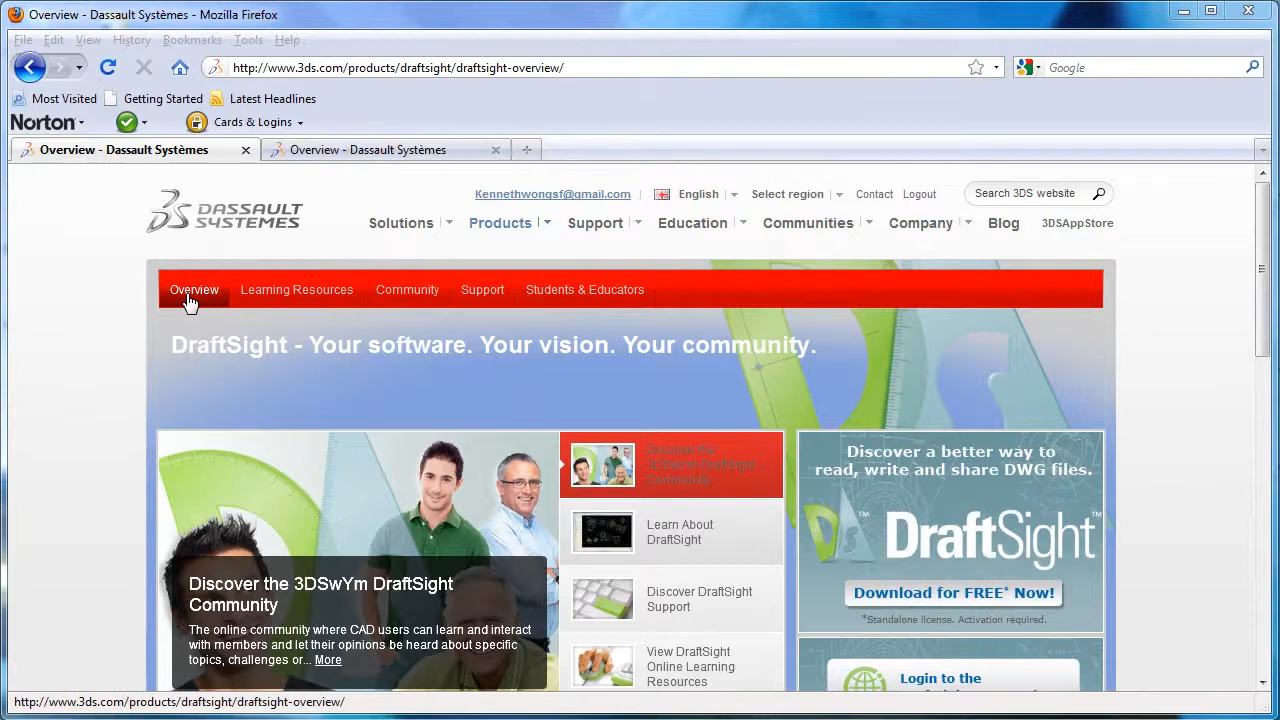 Overview - Dassault Systèmes - Mozilla Firefox
File Edit View History Bookmarks Tools Help
http://www.3ds.com/products/draftsight/draftsight-overview/
Google
Most Visited Getting Started Latest Headlines
Norton Cards & Logins
Overview - Dassault Systèmes Overview - Dassault Systèmes
Kennethwongsf@gmail.com English Select region Contact Logout Search 3DS website
DASSAULT SYSTEMES
Solutions Products Support Education Communities Company Blog 3DSAppStore
Overview Learning Resources Community Support Students & Educators
DraftSight - Your software. Your vision. Your community.
Discover the 3DSwYm DraftSight
Community
The online community where CAD users can learn and interact
with members and let their opinions be heard about specific
topics, challenges or... More
Discover the
3DSwYm DraftSight
Community
Learn About
DraftSight
Discover DraftSight
Support
View DraftSight
Online Learning
Resources
Discover a better way to
read, write and share DWG files.
DraftSight™
Download for FREE* Now!
*Standalone license. Activation required.
Login to the
http://www.3ds.com/products/draftsight/draftsight-overview/